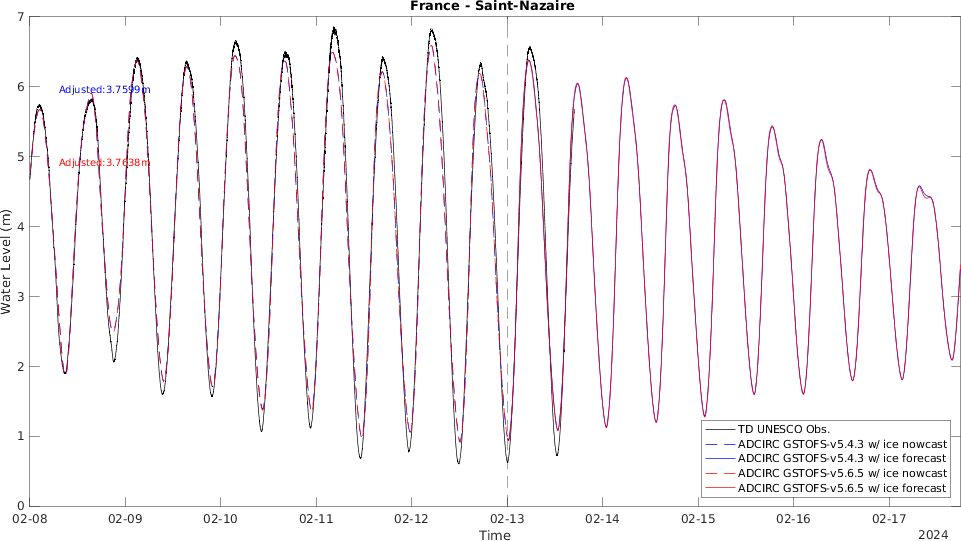 France - Saint-Nazaire
7
6
5
4
3
2
1
0
Water Level (m)
Adjusted:3.7599m
Adjusted:3.7638m
TD UNESCO Obs.
ADCIRC GSTOFS-v5.4.3 w/ ice nowcast
ADCIRC GSTOFS-v5.4.3 w/ ice forecast
ADCIRC GSTOFS-v5.6.5 w/ ice nowcast
ADCIRC GSTOFS-v5.6.5 w/ ice forecast
02-08 02-09 02-10 02-11 02-12 02-13 02-14 02-15 02-16 02-17
Time
2024